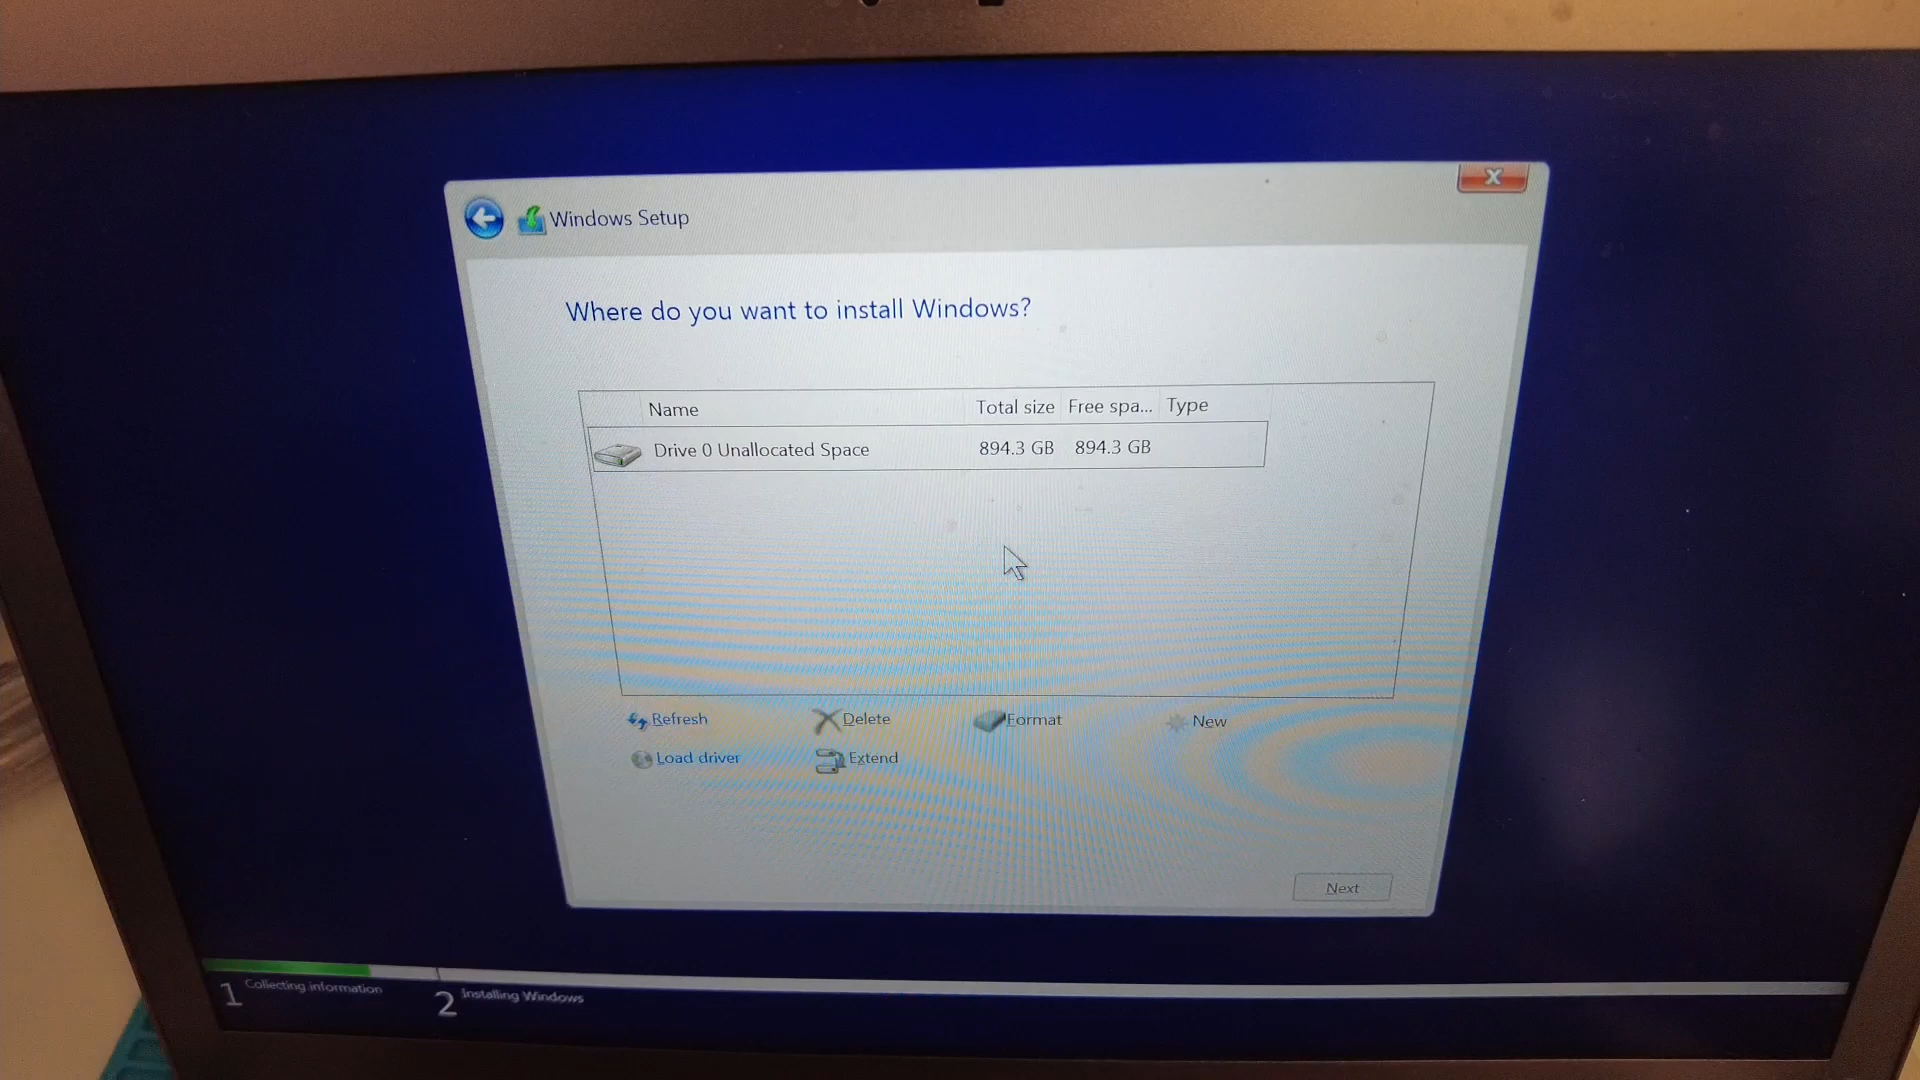 Windows Setup
Where do you want to install Windows?
Name Total size Free spa... Type
Drive 0 Unallocated Space 894.3 GB 894.3 GB
Refresh Delete Format New
Load driver Extend
Next
1 Collecting information 2 Installing Windows